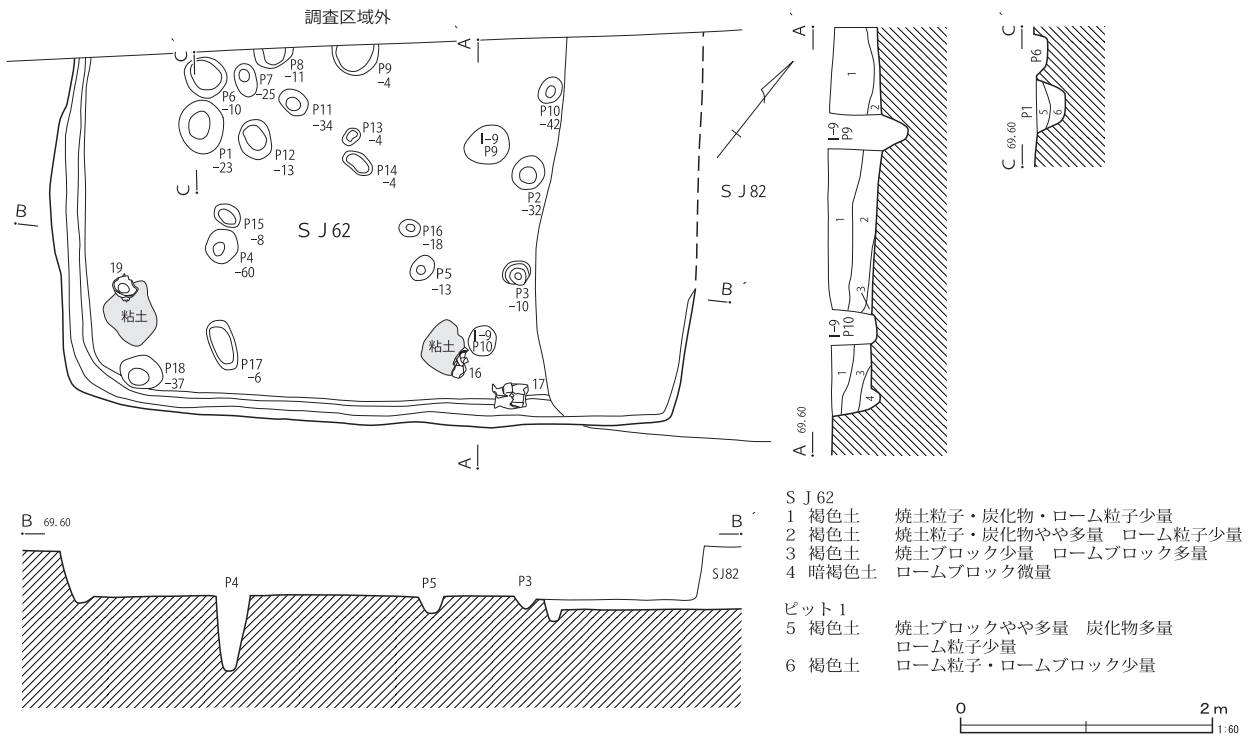 調査区域外
C`
A`
P8
-11
P9
-4
P7
-25
P6
-10
P11
-34
P10
-42
P1
-23
P12
-13
P13
-4
P14
-4
I-9
P9
P2
-32
C
B
P15
-8
P4
-60
S J62
P16
-18
P5
-13
P3
-10
S J82
B´
19
粘土
粘土
I-9
P10
16
17
P18
-37
P17
-6
A
A`
1
2
I-9
P9
1
2
3
I-9
P10
1
3
4
A 69.60
C`
P6
P1
5
6
C 69.60
B 69.60
B´
P4
P5
P3
SJ82
S J62
1 褐色土 焼土粒子・炭化物・ローム粒子少量
2 褐色土 焼土粒子・炭化物やや多量 ローム粒子少量
3 褐色土 焼土ブロック少量 ロームブロック多量
4 暗褐色土 ロームブロック微量
ピット1
5 褐色土 焼土ブロックやや多量 炭化物多量
ローム粒子少量
6 褐色土 ローム粒子・ロームブロック少量
0 2m
1:60